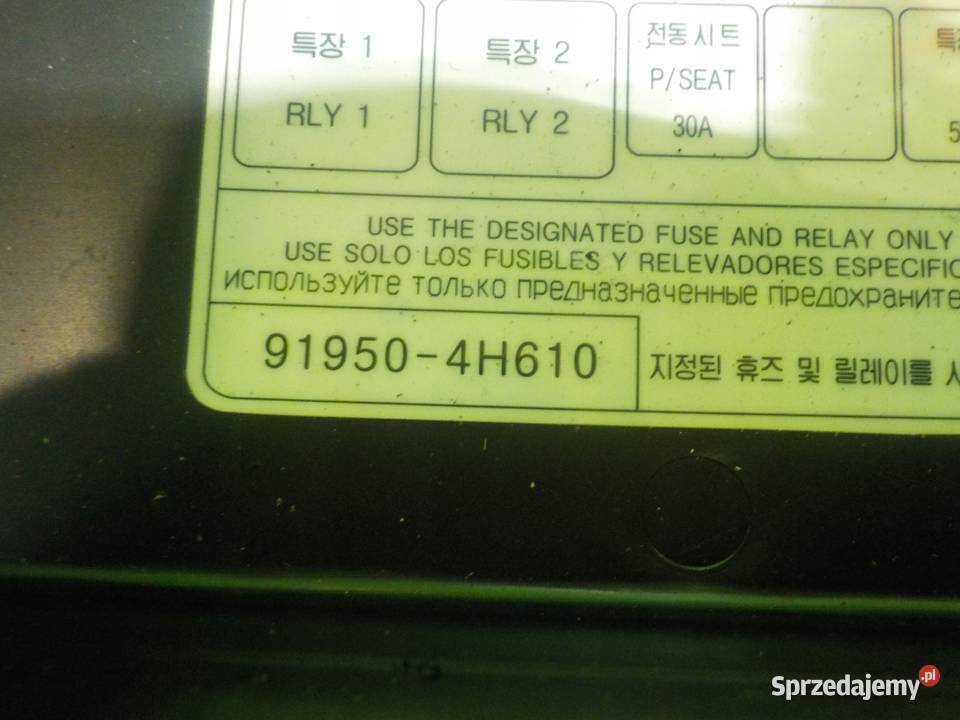 특장 1
RLY 1
특장 2
RLY 2
전동시트
P/SEAT
30A
USE THE DESIGNATED FUSE AND RELAY ONLY
USE SOLO LOS FUSIBLES Y RELEVADORES
используйте только предназначенные
91950-4H610
지정된 휴즈 및 릴레이를
Sprzedajemy.pl